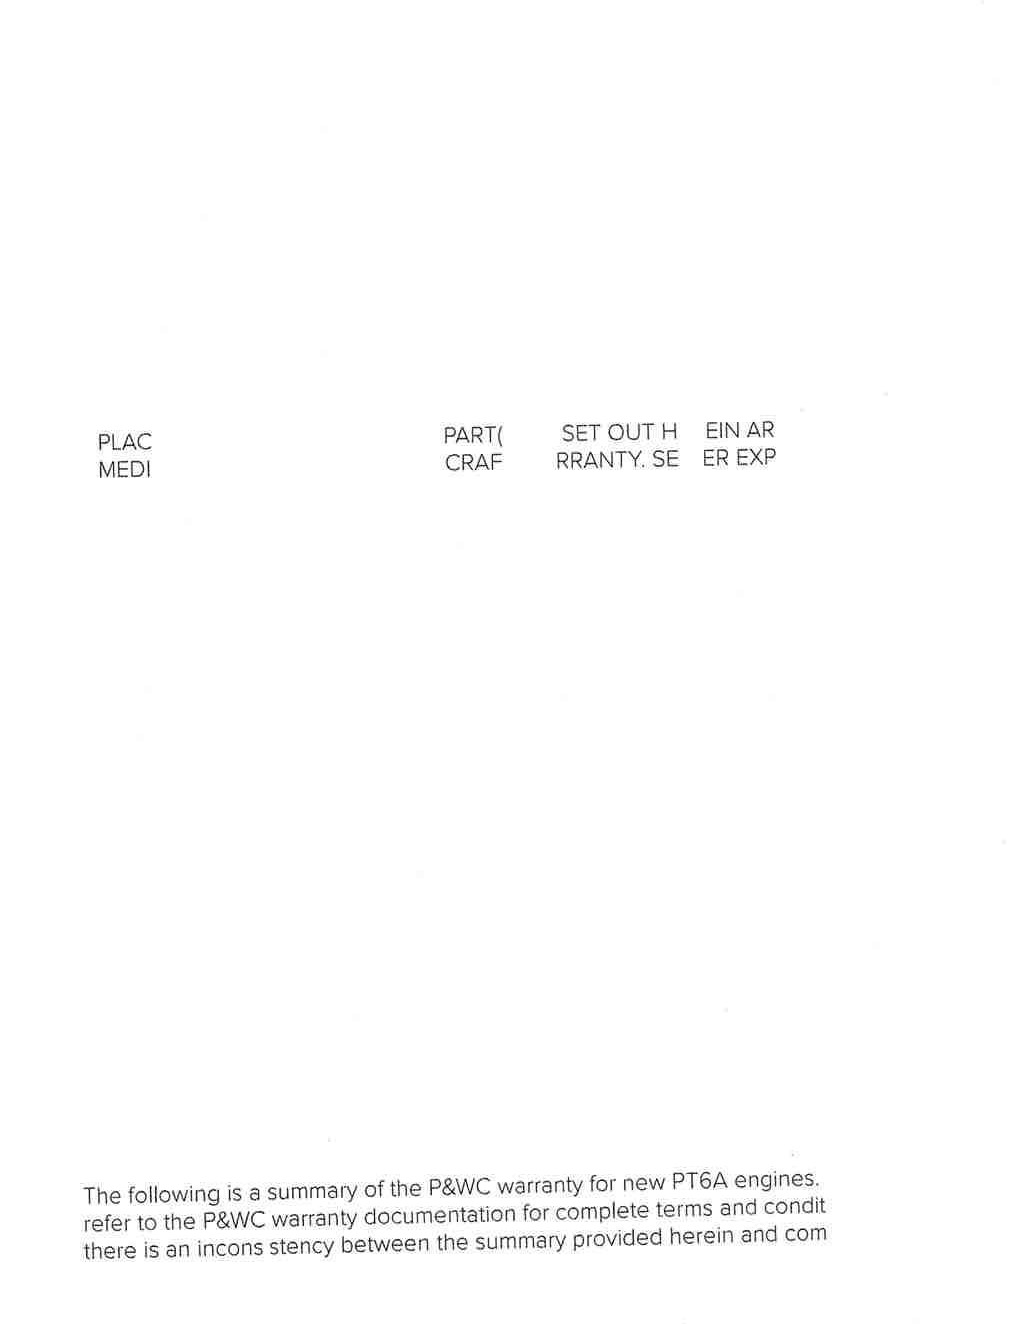 PLAC PART( SET OUT H EIN AR
MEDI CRAF RRANTY. SE ER EXP
The following is a summary of the P&WC warranty for new PT6A engines.
refer to the P&WC warranty documentation for complete terms and condit
there is an incons stency between the summary provided herein and com